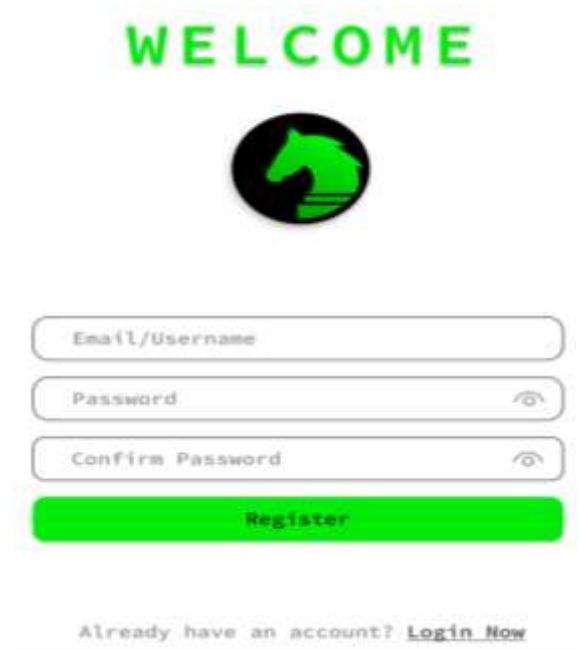 WELCOME
Email/Username
Password
Confirm Password
Register
Already have an account? Login Now